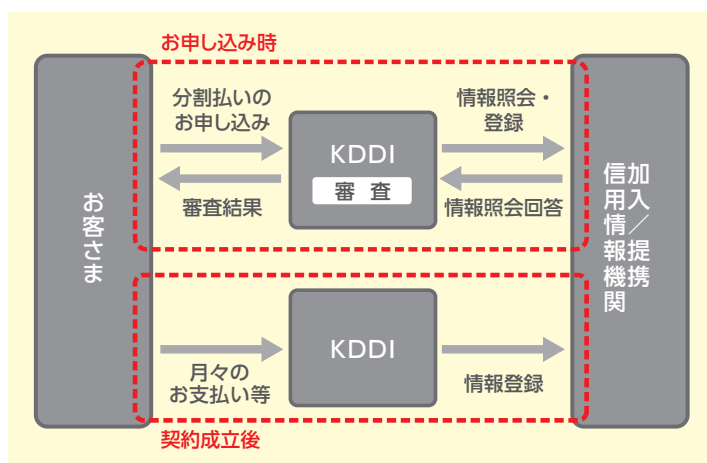 お申し込み時
お客さま
分割払いの
お申し込み
審査結果
KDDI
審 査
情報照会・
登録
情報照会回答
加入／提携
信用情報機関
月々の
お支払い等
KDDI
情報登録
契約成立後